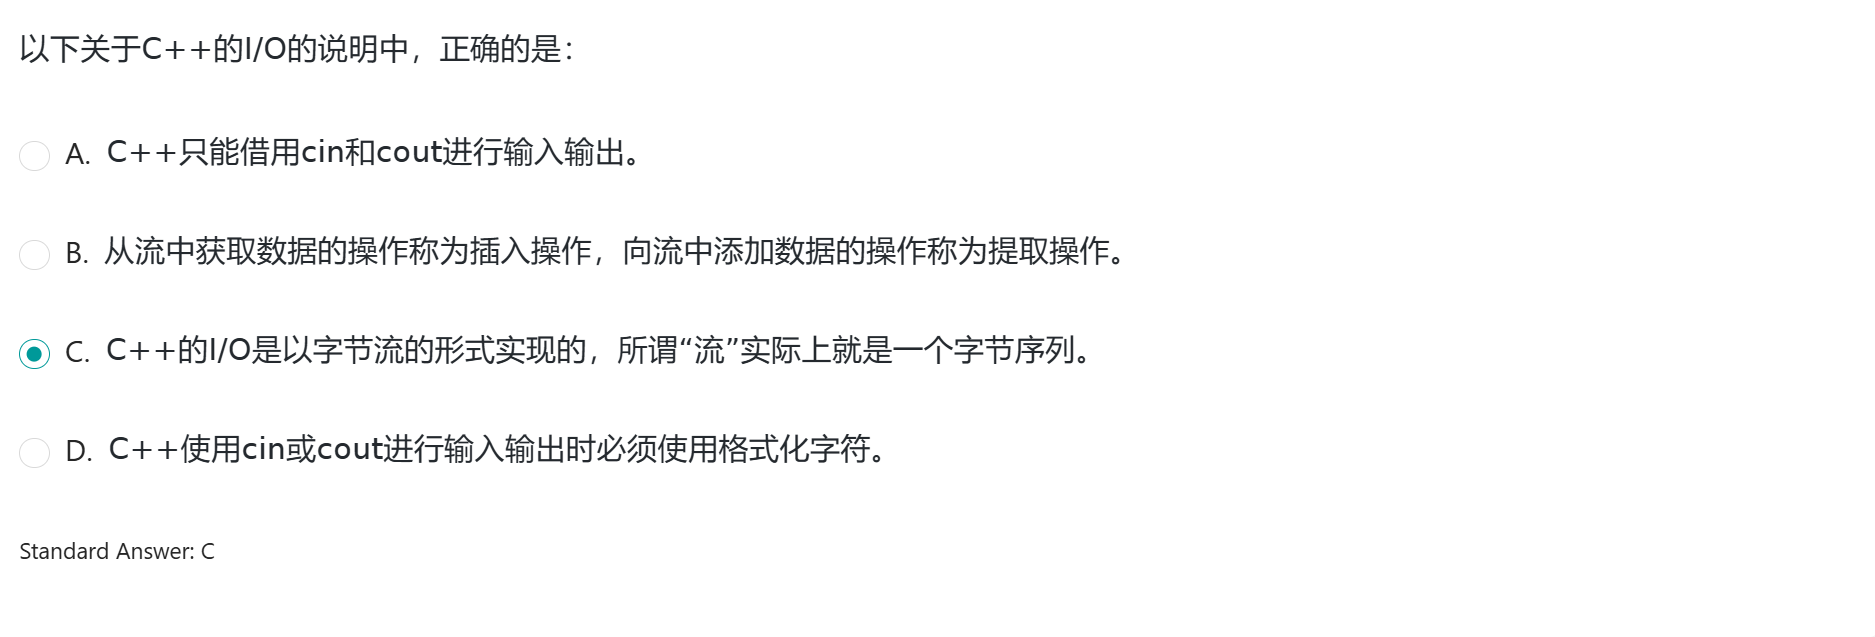 以下关于C++的I/O的说明中，正确的是：
A. C++只能借用cin和cout进行输入输出。
B. 从流中获取数据的操作称为插入操作，向流中添加数据的操作称为提取操作。
C. C++的I/O是以字节流的形式实现的，所谓“流”实际上就是一个字节序列。
D. C++使用cin或cout进行输入输出时必须使用格式化字符。
Standard Answer: C